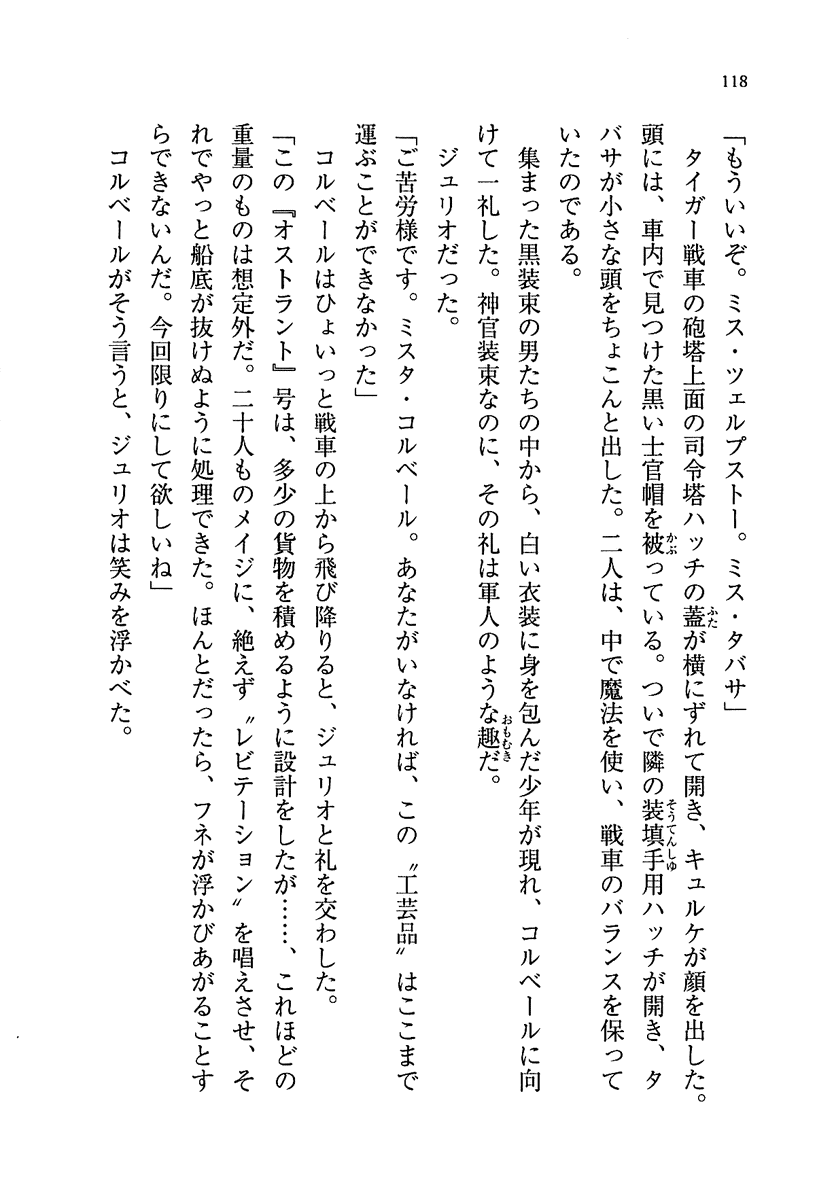 118
「もういいぞ。ミス・ツェルプストー。ミス・タバサ」
タイガー戦車の砲塔上面の司令塔ハッチの蓋が横にずれて開き、キュルケが顔を出した。
頭には、車内で見つけた黒い士官帽を被っている。ついで隣の装填手用ハッチが開き、タ
バサが小さな頭をちょこんと出した。二人は、中で魔法を使い、戦車のバランスを保って
いたのである。
集まった黒装束の男たちの中から、白い衣装に身を包んだ少年が現れ、コルベールに向
けて一礼した。神官装束なのに、その礼は軍人のような趣だ。
ジュリオだった。
「ご苦労様です。ミスタ・コルベール。あなたがいなければ、この〝工芸品〟はここまで
運ぶことができなかった」
コルベールはひょいっと戦車の上から飛び降りると、ジュリオと礼を交わした。
「この『オストラント』号は、多少の貨物を積めるように設計をしたが……、これほどの
重量のものは想定外だ。二十人ものメイジに、絶えず〝レビテーション〟を唱えさせ、そ
れでやっと船底が抜けぬように処理できた。ほんとだったら、フネが浮かびあがることす
らできないんだ。今回限りにして欲しいね」
コルベールがそう言うと、ジュリオは笑みを浮かべた。